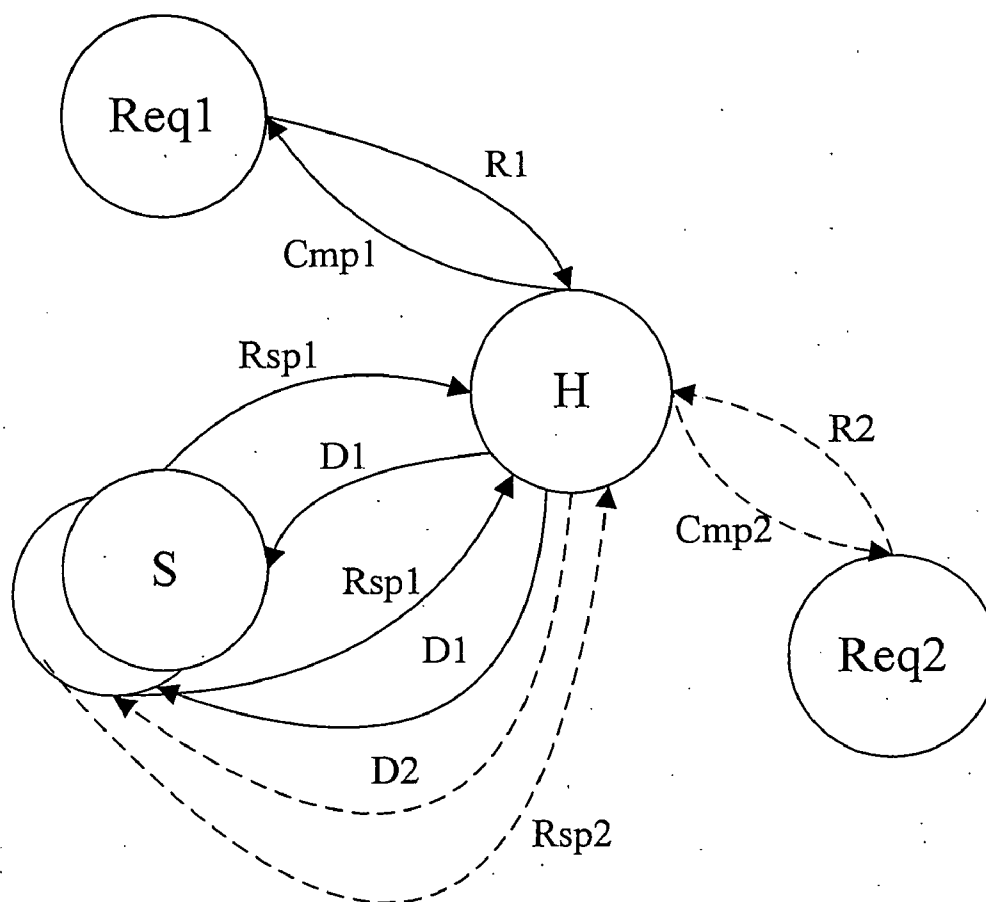 Req1
R1
Cmp1
Rsp1
H
D1
R2
Cmp2
S
Rsp1
D1
Req2
D2
Rsp2